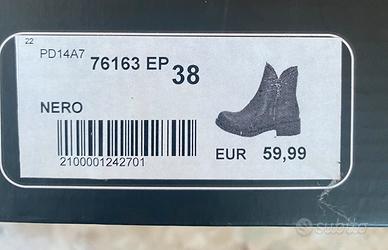 22
PD14A7 76163 EP 38
NERO
2100001242701
EUR 59,99
subito